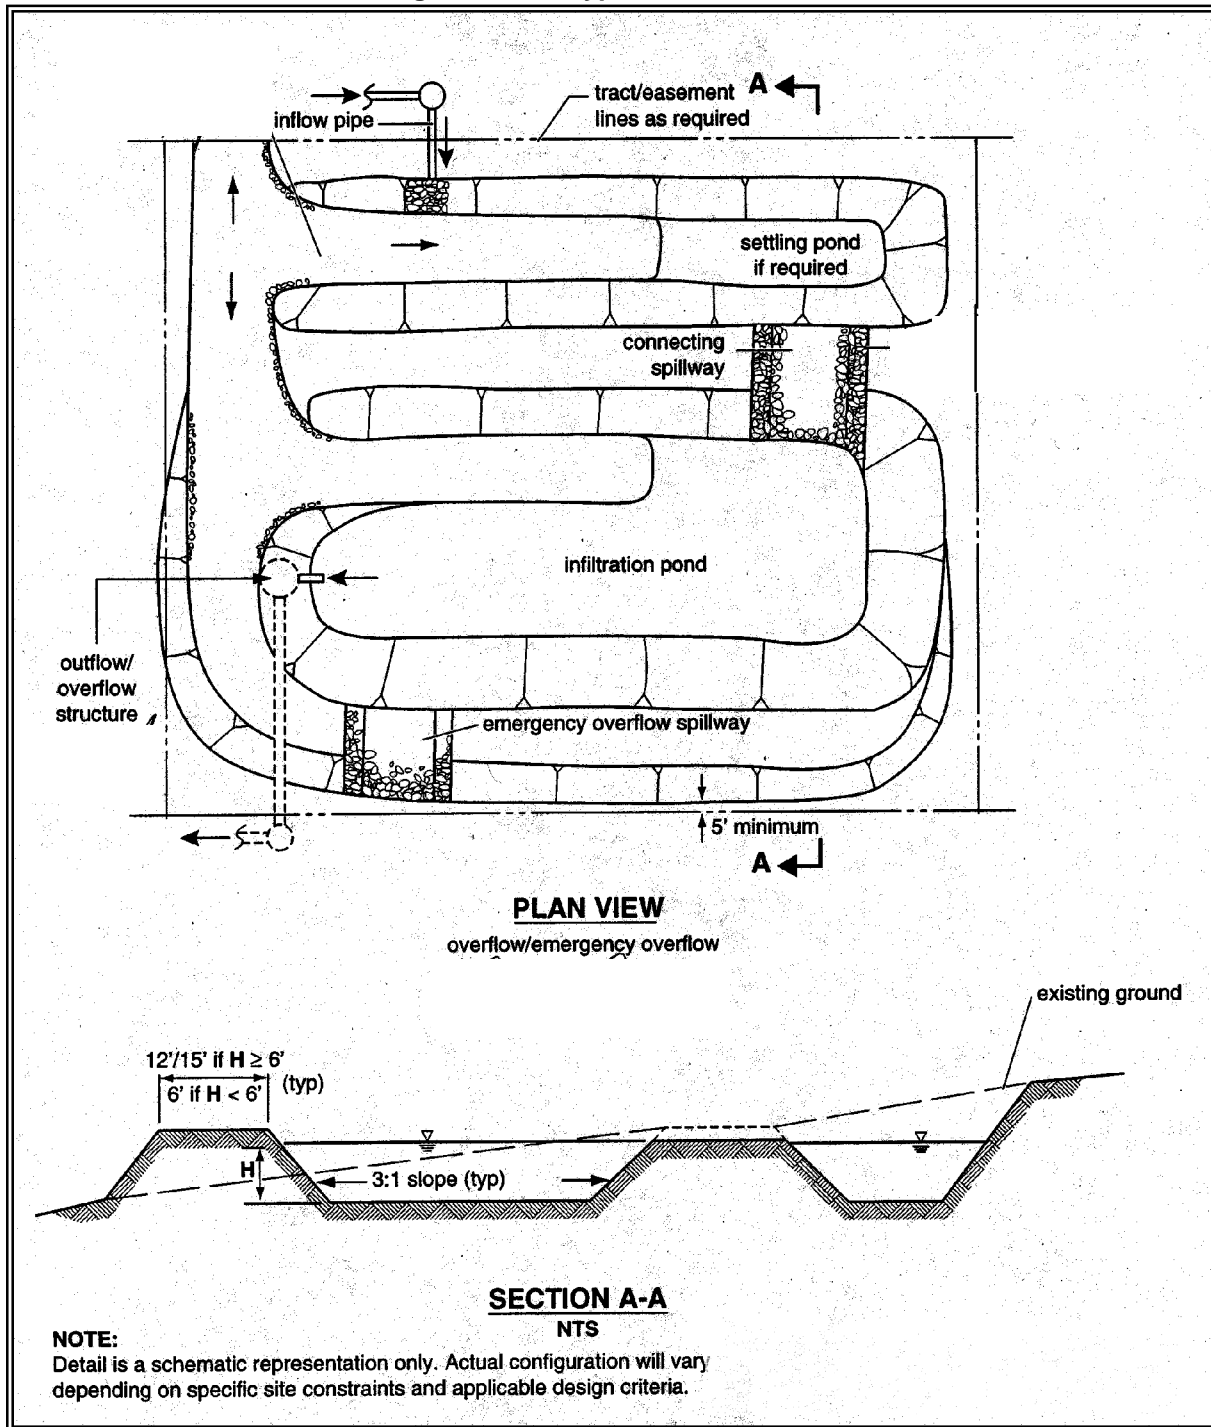 A
tract/easement
lines as required
inflow pipe
settling pond
if required
connecting
spillway
infiltration pond
outflow/
overflow
structure
emergency overflow spillway
5' minimum
A
PLAN VIEW
overflow/emergency overflow
existing ground
12'/15' if H ≥ 6'
(typ)
6' if H < 6'
H
3:1 slope (typ)
SECTION A-A
NTS
NOTE:
Detail is a schematic representation only. Actual configuration will vary
depending on specific site constraints and applicable design criteria.